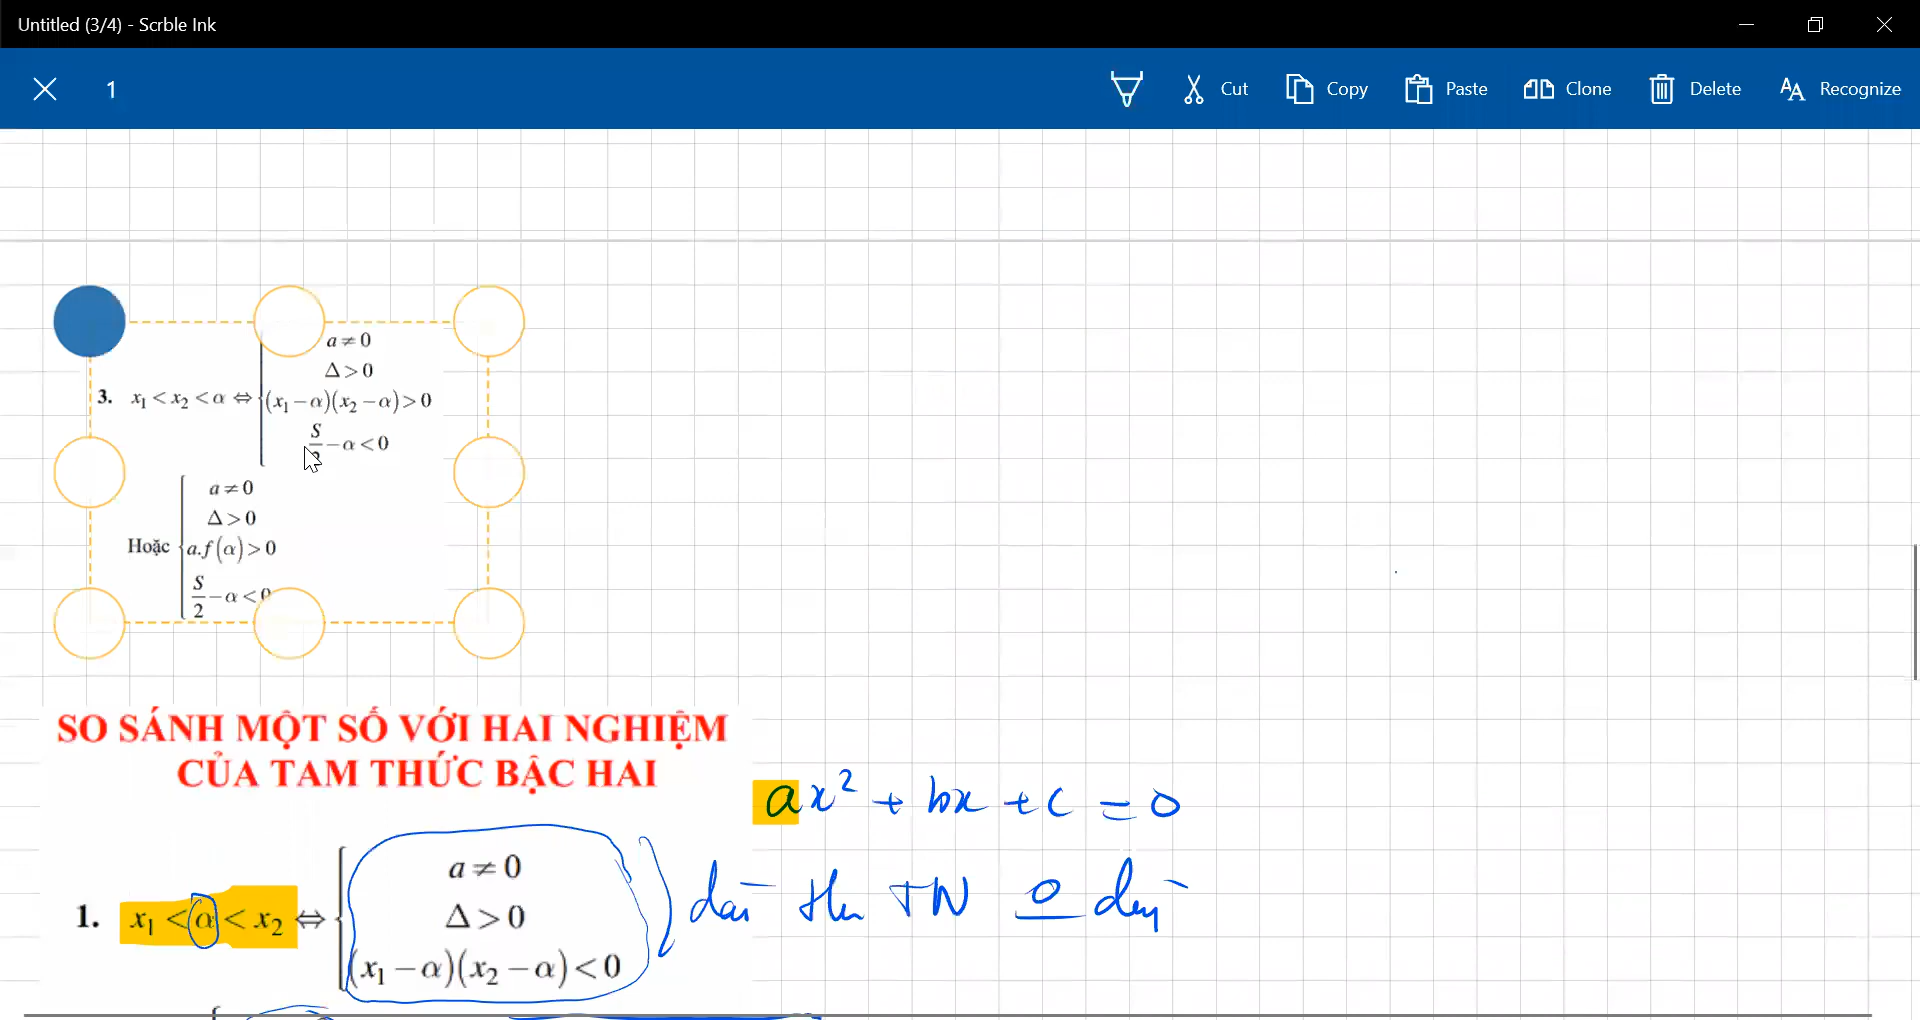 Untitled (3/4) - Scrble Ink
1 Cut Copy Paste Clone Delete Recognize
a ≠ 0
Δ > 0
3. x₁ < x₂ < α ⇔ (x₁ − α)(x₂ − α) > 0
S/2 − α < 0
a ≠ 0
Δ > 0
Hoặc a.f(α) > 0
S/2 − α < 0
SO SÁNH MỘT SỐ VỚI HAI NGHIỆM
CỦA TAM THỨC BẬC HAI
ax² + bx + c = 0
a ≠ 0
1. x₁ < α < x₂ ⇔ Δ > 0
(x₁ − α)(x₂ − α) < 0
TN